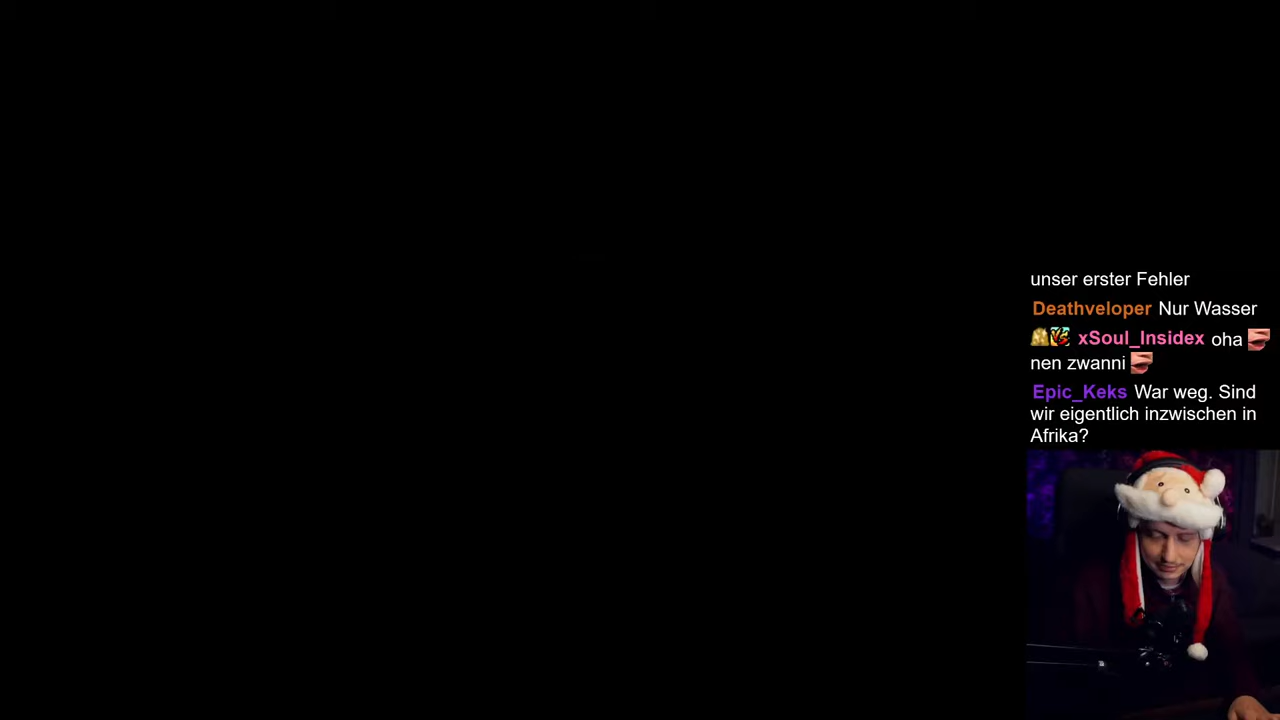 unser erster Fehler
Deathveloper Nur Wasser
xSoul_Insidex oha
nen zwanni
Epic_Keks War weg. Sind
wir eigentlich inzwischen in
Afrika?